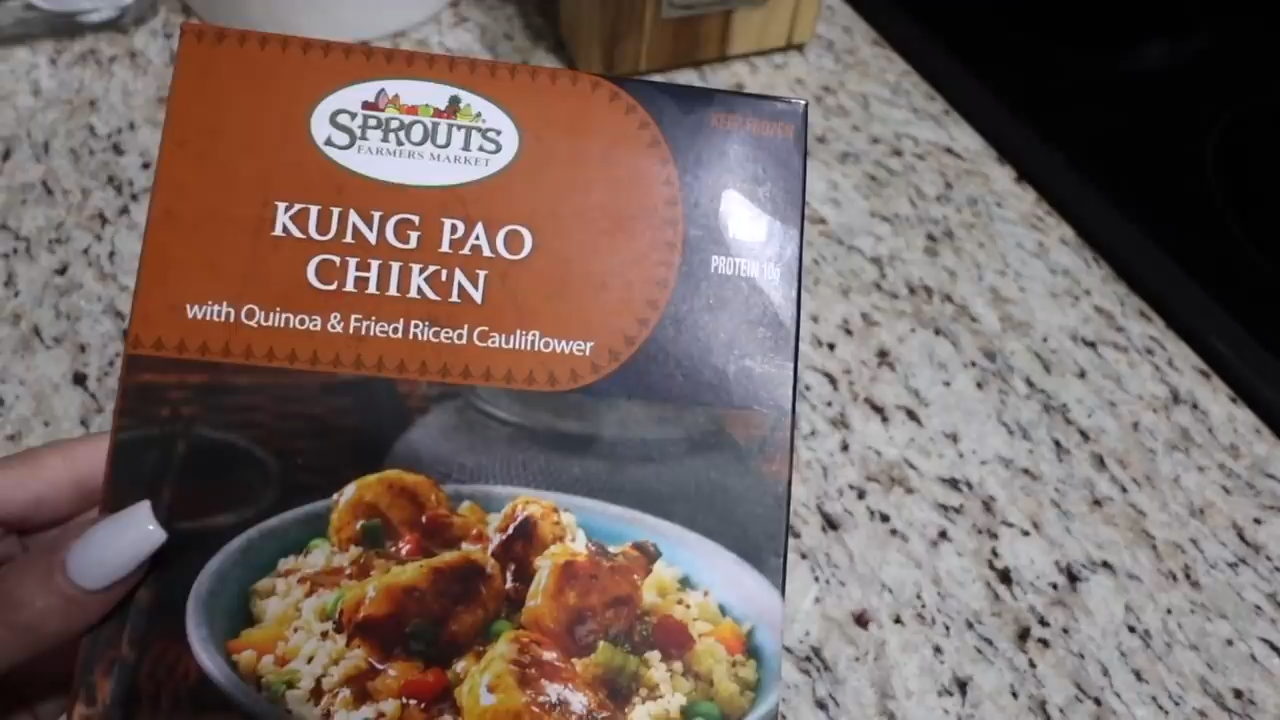 SPROUTS
FARMERS MARKET
KEEP FROZEN
KUNG PAO
CHIK'N
with Quinoa & Fried Riced Cauliflower
PROTEIN 10g